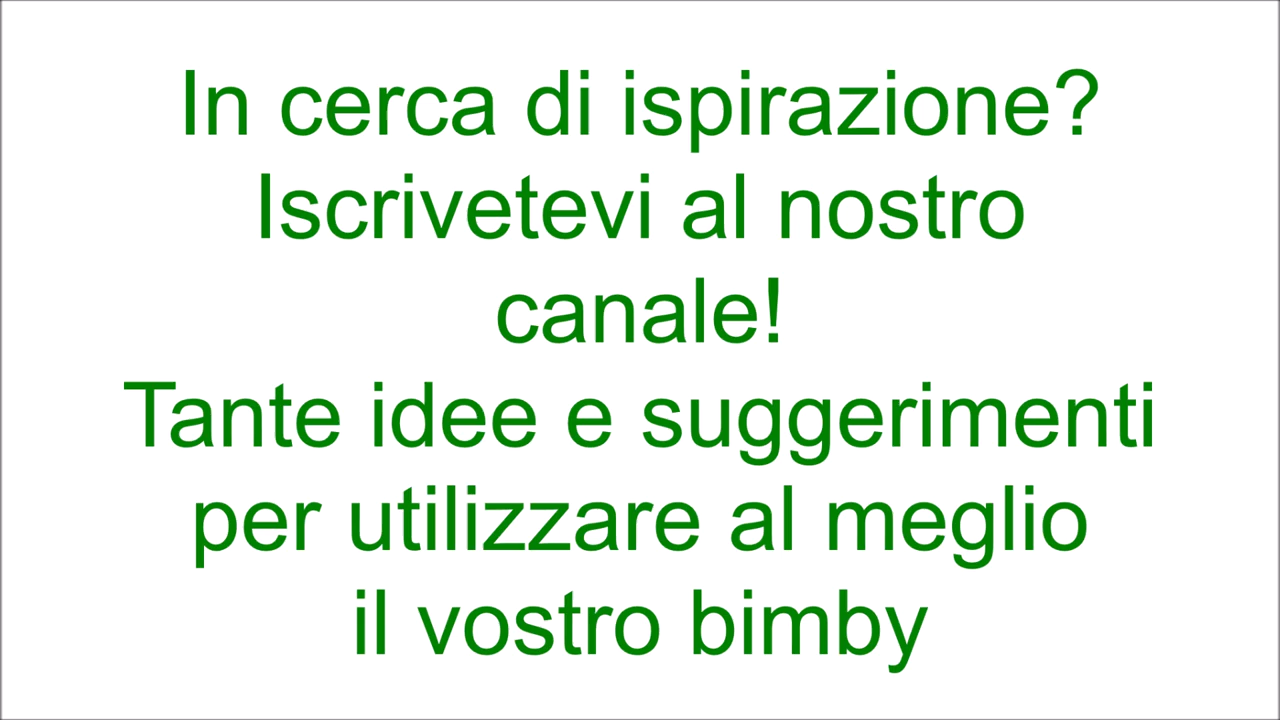 In cerca di ispirazione?
Iscrivetevi al nostro
canale!
Tante idee e suggerimenti
per utilizzare al meglio
il vostro bimby